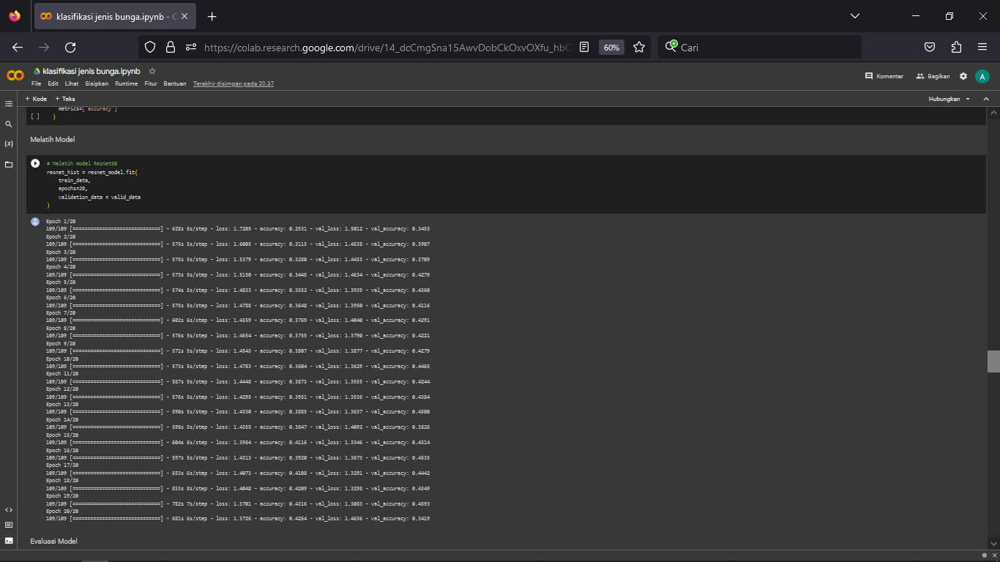 klasifikasi jenis bunga.ipynb - C
https://colab.research.google.com/drive/14_dcCmgSna15AwvDobCkOxvOXfu_hbC
60%
Cari
klasifikasi jenis bunga.ipynb
File Edit Lihat Sisipkan Runtime Fitur Bantuan Terakhir disimpan pada 20.37
Komentar Bagikan A
+ Kode + Teks
Hubungkan
metrics=['accuracy']
[ ] )
Melatih Model
# Melatih model ResNet50
resnet_hist = resnet_model.fit(
train_data,
epochs=20,
validation_data = valid_data
)
Epoch 1/20
109/109 [==============================] - 628s 6s/step - loss: 1.7205 - accuracy: 0.2531 - val_loss: 1.5012 - val_accuracy: 0.3453
Epoch 2/20
109/109 [==============================] - 575s 5s/step - loss: 1.6005 - accuracy: 0.3115 - val_loss: 1.4538 - val_accuracy: 0.3907
Epoch 3/20
109/109 [==============================] - 575s 5s/step - loss: 1.5379 - accuracy: 0.3280 - val_loss: 1.4433 - val_accuracy: 0.3709
Epoch 4/20
109/109 [==============================] - 573s 5s/step - loss: 1.5150 - accuracy: 0.3445 - val_loss: 1.4634 - val_accuracy: 0.4279
Epoch 5/20
109/109 [==============================] - 574s 5s/step - loss: 1.4833 - accuracy: 0.3552 - val_loss: 1.3939 - val_accuracy: 0.4360
Epoch 6/20
109/109 [==============================] - 575s 5s/step - loss: 1.4788 - accuracy: 0.3648 - val_loss: 1.3950 - val_accuracy: 0.4116
Epoch 7/20
109/109 [==============================] - 602s 6s/step - loss: 1.4559 - accuracy: 0.3769 - val_loss: 1.4040 - val_accuracy: 0.4291
Epoch 8/20
109/109 [==============================] - 576s 5s/step - loss: 1.4654 - accuracy: 0.3755 - val_loss: 1.3790 - val_accuracy: 0.4221
Epoch 9/20
109/109 [==============================] - 571s 5s/step - loss: 1.4543 - accuracy: 0.3807 - val_loss: 1.3877 - val_accuracy: 0.4279
Epoch 10/20
109/109 [==============================] - 573s 5s/step - loss: 1.4783 - accuracy: 0.3604 - val_loss: 1.3629 - val_accuracy: 0.4465
Epoch 11/20
109/109 [==============================] - 587s 5s/step - loss: 1.4448 - accuracy: 0.3873 - val_loss: 1.3555 - val_accuracy: 0.4244
Epoch 12/20
109/109 [==============================] - 576s 5s/step - loss: 1.4295 - accuracy: 0.3951 - val_loss: 1.3536 - val_accuracy: 0.4384
Epoch 13/20
109/109 [==============================] - 590s 5s/step - loss: 1.4330 - accuracy: 0.3885 - val_loss: 1.3637 - val_accuracy: 0.4500
Epoch 14/20
109/109 [==============================] - 598s 5s/step - loss: 1.4355 - accuracy: 0.3847 - val_loss: 1.4092 - val_accuracy: 0.3826
Epoch 15/20
109/109 [==============================] - 604s 6s/step - loss: 1.3964 - accuracy: 0.4116 - val_loss: 1.3346 - val_accuracy: 0.4314
Epoch 16/20
109/109 [==============================] - 597s 5s/step - loss: 1.4313 - accuracy: 0.3920 - val_loss: 1.3673 - val_accuracy: 0.4535
Epoch 17/20
109/109 [==============================] - 653s 6s/step - loss: 1.4073 - accuracy: 0.4108 - val_loss: 1.3291 - val_accuracy: 0.4442
Epoch 18/20
109/109 [==============================] - 833s 8s/step - loss: 1.4048 - accuracy: 0.4209 - val_loss: 1.3298 - val_accuracy: 0.4349
Epoch 19/20
109/109 [==============================] - 782s 7s/step - loss: 1.3701 - accuracy: 0.4316 - val_loss: 1.3083 - val_accuracy: 0.4593
Epoch 20/20
109/109 [==============================] - 681s 6s/step - loss: 1.3726 - accuracy: 0.4264 - val_loss: 1.4656 - val_accuracy: 0.3419
Evaluasi Model